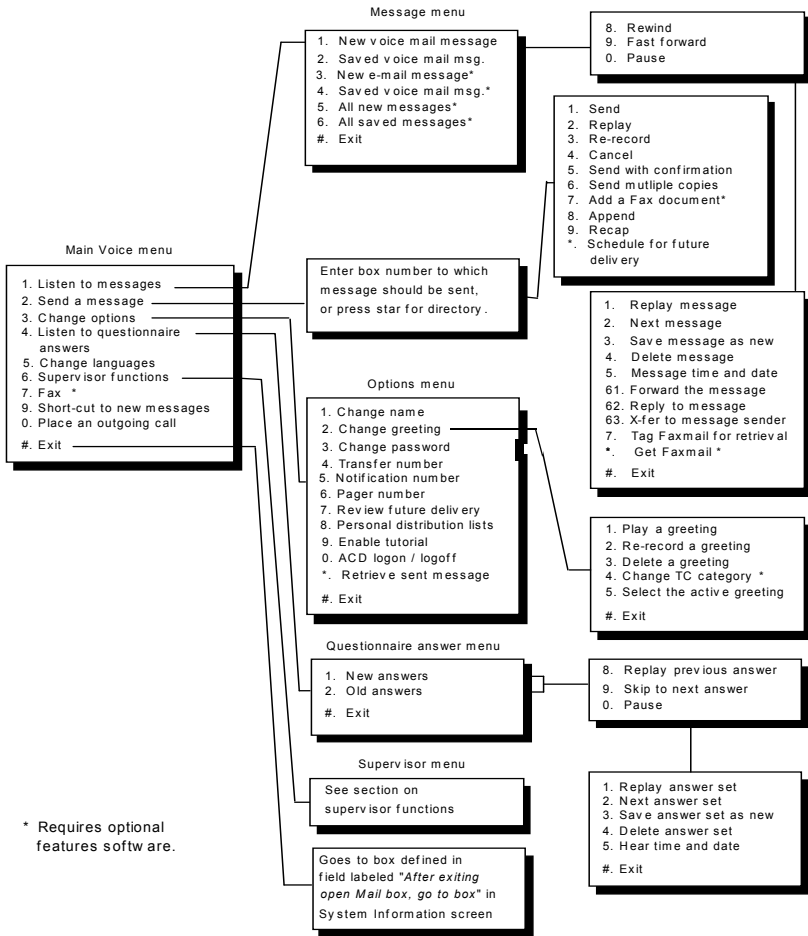 Message menu
1. New voice mail message
2. Saved voice mail msg.
3. New e-mail message*
4. Saved voice mail msg.*
5. All new messages*
6. All saved messages*
#. Exit
8. Rewind
9. Fast forward
0. Pause
1. Send
2. Replay
3. Re-record
4. Cancel
5. Send with confirmation
6. Send mutliple copies
7. Add a Fax document*
8. Append
9. Recap
*. Schedule for future
delivery
Main Voice menu
1. Listen to messages
2. Send a message
3. Change options
4. Listen to questionnaire
answers
5. Change languages
6. Supervisor functions
7. Fax *
9. Short-cut to new messages
0. Place an outgoing call
#. Exit
Enter box number to which
message should be sent,
or press star for directory.
1. Replay message
2. Next message
3. Save message as new
4. Delete message
5. Message time and date
61. Forward the message
62. Reply to message
63. X-fer to message sender
7. Tag Faxmail for retrieval
*. Get Faxmail *
#. Exit
Options menu
1. Change name
2. Change greeting
3. Change password
4. Transfer number
5. Notification number
6. Pager number
7. Review future delivery
8. Personal distribution lists
9. Enable tutorial
0. ACD logon / logoff
*. Retrieve sent message
#. Exit
1. Play a greeting
2. Re-record a greeting
3. Delete a greeting
4. Change TC category *
5. Select the active greeting
#. Exit
Questionnaire answer menu
1. New answers
2. Old answers
#. Exit
8. Replay previous answer
9. Skip to next answer
0. Pause
Supervisor menu
See section on
supervisor functions
1. Replay answer set
2. Next answer set
3. Save answer set as new
4. Delete answer set
5. Hear time and date
#. Exit
* Requires optional
features software.
Goes to box defined in
field labeled "After exiting
open Mail box, go to box" in
System Information screen